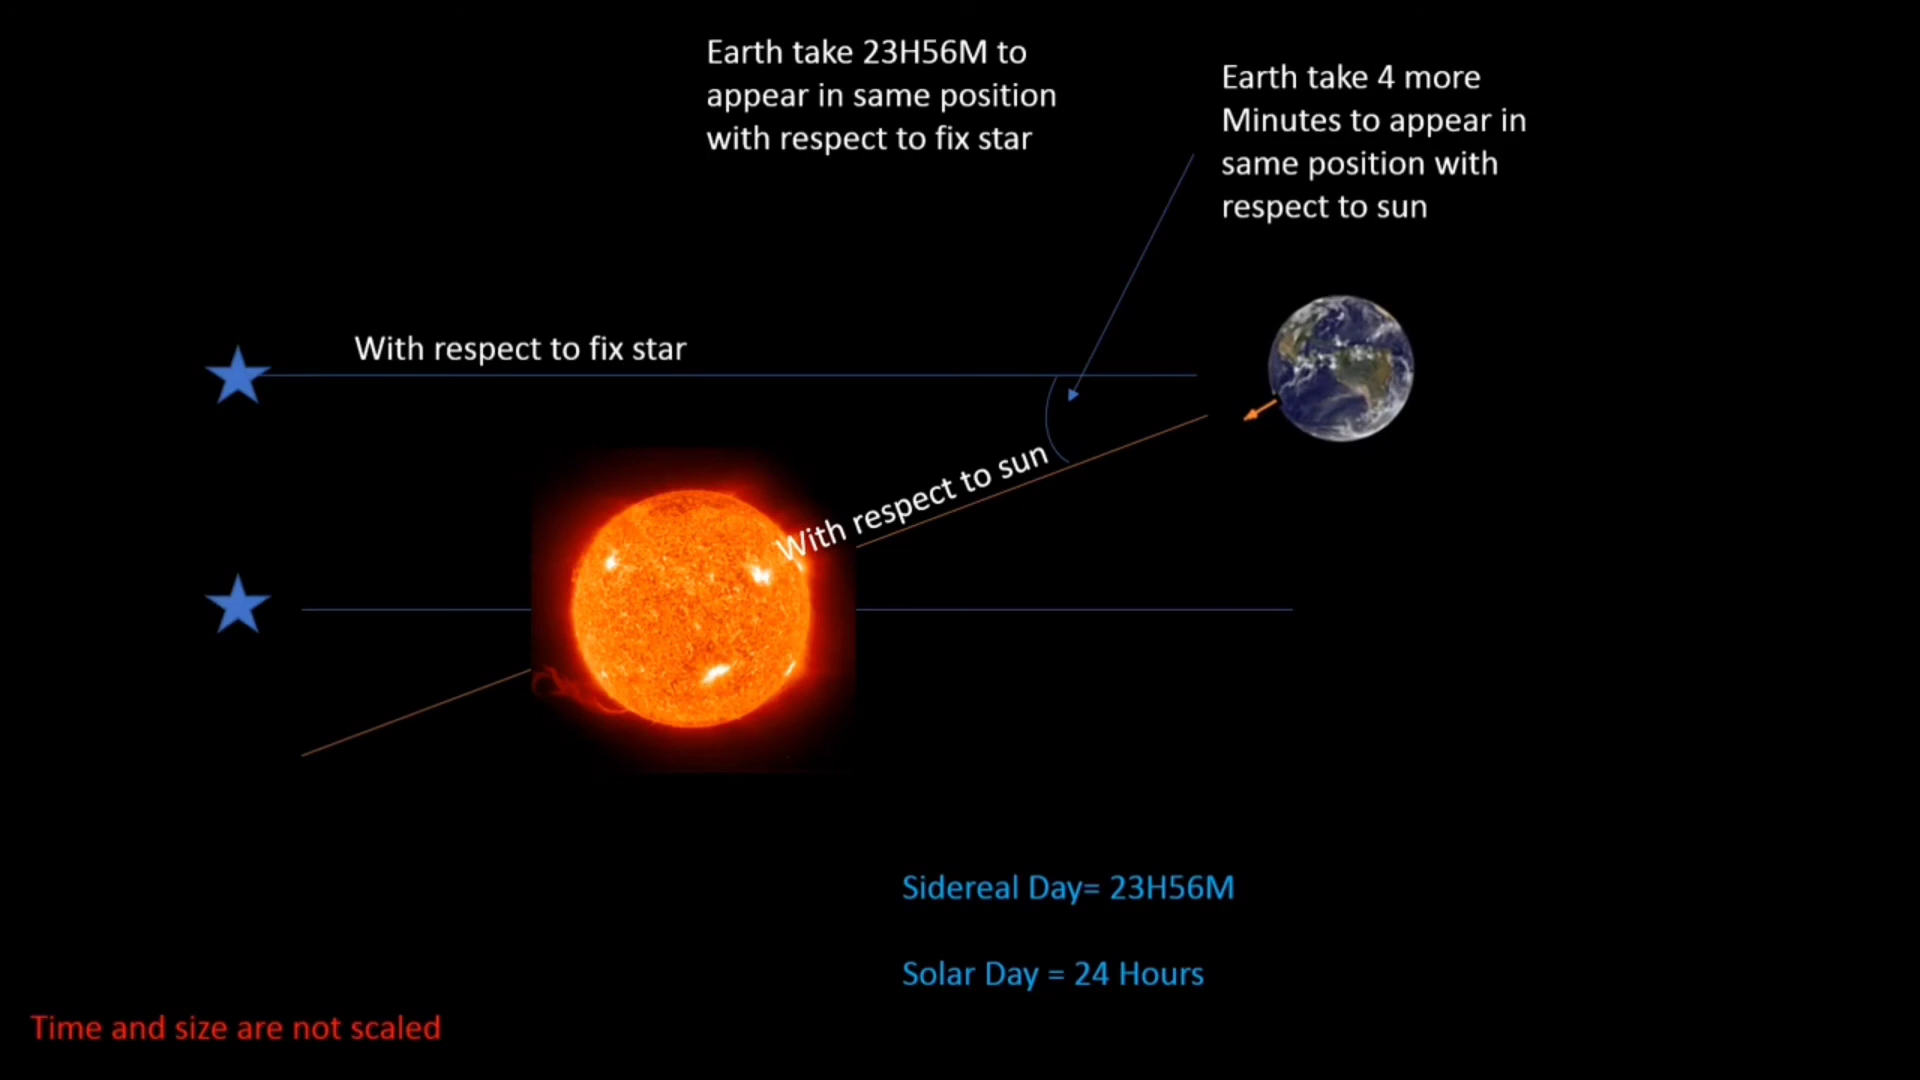 Earth take 23H56M to
appear in same position
with respect to fix star
Earth take 4 more
Minutes to appear in
same position with
respect to sun
With respect to fix star
With respect to sun
Sidereal Day= 23H56M
Solar Day = 24 Hours
Time and size are not scaled